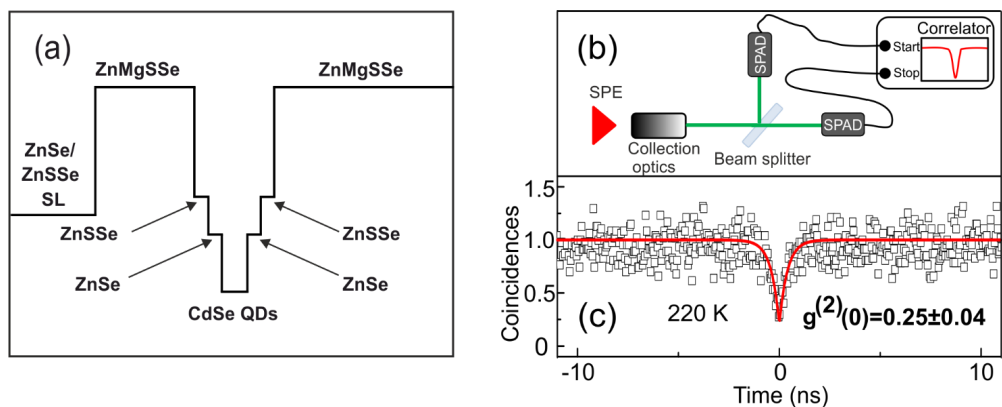 (a)
ZnMgSSe
ZnMgSSe
ZnSe/
ZnSSe
SL
ZnSSe
ZnSSe
ZnSe
ZnSe
CdSe QDs
(b)
SPAD
Correlator
Start
Stop
SPE
SPAD
Collection
optics
Beam splitter
1.5
1.0
0.5
0
Coincidences
(c)
220 K
g(2)(0)=0.25±0.04
-10
0
10
Time (ns)